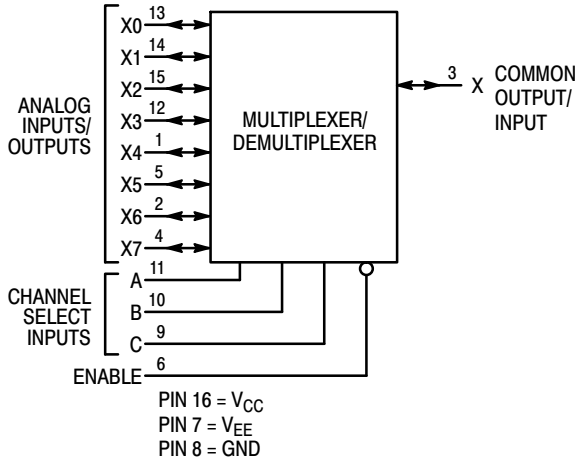 X0 13
X1 14
X2 15
X3 12
X4 1
X5 5
X6 2
X7 4
ANALOG
INPUTS/
OUTPUTS
MULTIPLEXER/
DEMULTIPLEXER
3 X COMMON
OUTPUT/
INPUT
A 11
B 10
C 9
CHANNEL
SELECT
INPUTS
ENABLE 6
PIN 16 = VCC
PIN 7 = VEE
PIN 8 = GND